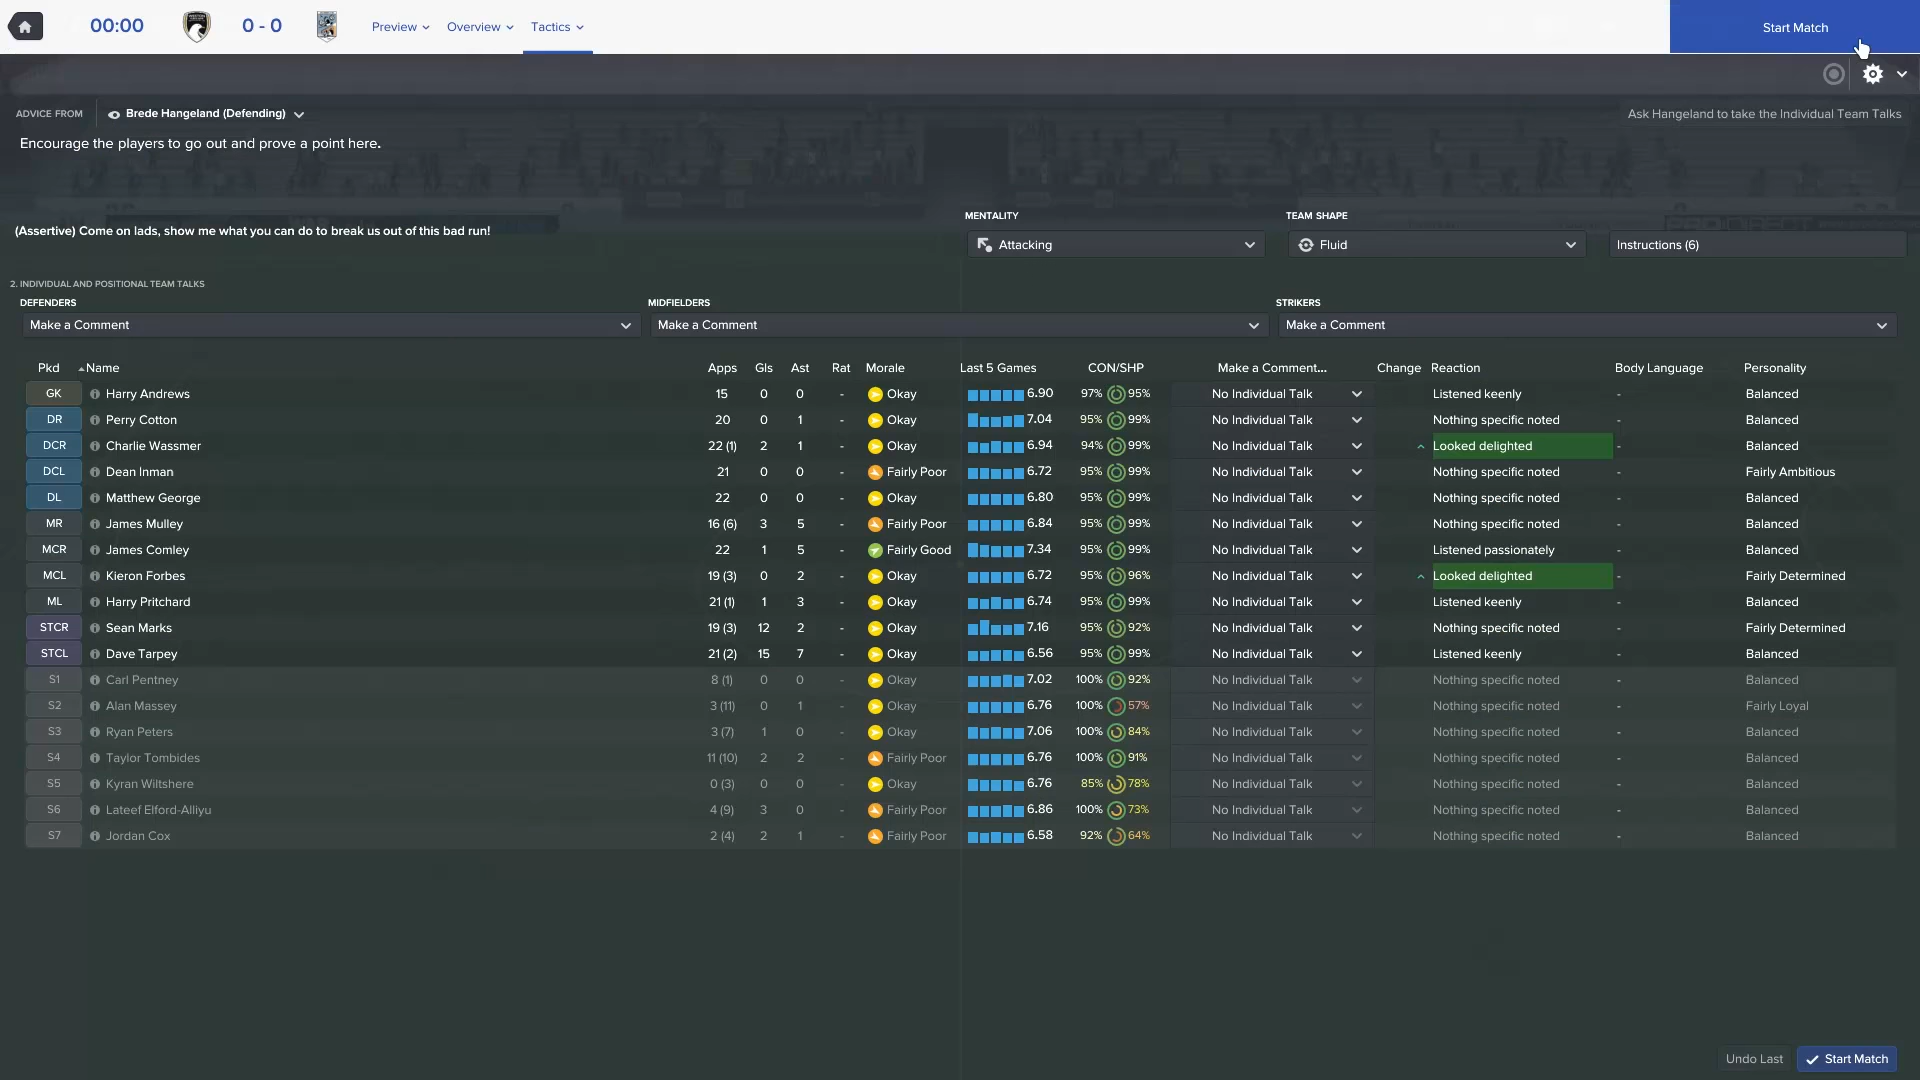 00:00 0 - 0 Preview Overview Tactics Start Match
ADVICE FROM Brede Hangeland (Defending) Ask Hangeland to take the Individual Team Talks
Encourage the players to go out and prove a point here.
MENTALITY TEAM SHAPE
(Assertive) Come on lads, show me what you can do to break us out of this bad run!
Attacking Fluid Instructions (6)
2. INDIVIDUAL AND POSITIONAL TEAM TALKS
DEFENDERS MIDFIELDERS STRIKERS
Make a Comment Make a Comment Make a Comment
Pkd Name Apps Gls Ast Rat Morale Last 5 Games CON/SHP Make a Comment... Change Reaction Body Language Personality
GK Harry Andrews 15 0 0 - Okay 6.90 97% 95% No Individual Talk Listened keenly - Balanced
DR Perry Cotton 20 0 1 - Okay 7.04 95% 99% No Individual Talk Nothing specific noted - Balanced
DCR Charlie Wassmer 22 (1) 2 1 - Okay 6.94 94% 99% No Individual Talk Looked delighted - Balanced
DCL Dean Inman 21 0 0 - Fairly Poor 6.72 95% 99% No Individual Talk Nothing specific noted - Fairly Ambitious
DL Matthew George 22 0 0 - Okay 6.80 95% 99% No Individual Talk Nothing specific noted - Balanced
MR James Mulley 16 (6) 3 5 - Fairly Poor 6.84 95% 99% No Individual Talk Nothing specific noted - Balanced
MCR James Comley 22 1 5 - Fairly Good 7.34 95% 99% No Individual Talk Listened passionately - Balanced
MCL Kieron Forbes 19 (3) 0 2 - Okay 6.72 95% 96% No Individual Talk Looked delighted - Fairly Determined
ML Harry Pritchard 21 (1) 1 3 - Okay 6.74 95% 99% No Individual Talk Listened keenly - Balanced
STCR Sean Marks 19 (3) 12 2 - Okay 7.16 95% 92% No Individual Talk Nothing specific noted - Fairly Determined
STCL Dave Tarpey 21 (2) 15 7 - Okay 6.56 95% 99% No Individual Talk Listened keenly - Balanced
S1 Carl Pentney 8 (1) 0 0 - Okay 7.02 100% 92% No Individual Talk Nothing specific noted - Balanced
S2 Alan Massey 3 (11) 0 1 - Okay 6.76 100% 57% No Individual Talk Nothing specific noted - Fairly Loyal
S3 Ryan Peters 3 (7) 1 0 - Okay 7.06 100% 84% No Individual Talk Nothing specific noted - Balanced
S4 Taylor Tombides 11 (10) 2 2 - Fairly Poor 6.76 100% 91% No Individual Talk Nothing specific noted - Balanced
S5 Kyran Wiltshere 0 (3) 0 0 - Okay 6.76 85% 78% No Individual Talk Nothing specific noted - Balanced
S6 Lateef Elford-Alliyu 4 (9) 3 0 - Fairly Poor 6.86 100% 73% No Individual Talk Nothing specific noted - Balanced
S7 Jordan Cox 2 (4) 2 1 - Fairly Poor 6.58 92% 64% No Individual Talk Nothing specific noted - Balanced
Undo Last Start Match